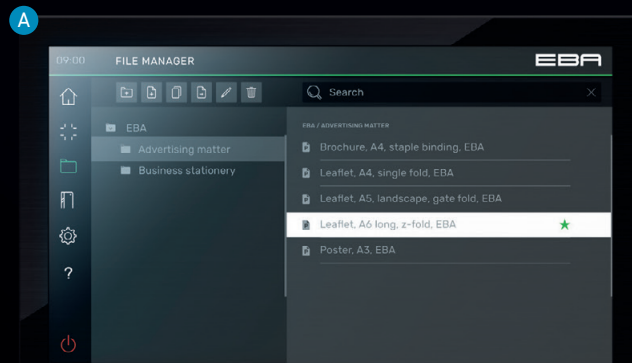 A
09:00 FILE MANAGER EBA
Search
EBA
Advertising matter
Business stationery
EBA / ADVERTISING MATTER
Brochure, A4, staple binding, EBA
Leaflet, A4, single fold, EBA
Leaflet, A5, landscape, gate fold, EBA
Leaflet, A6 long, z-fold, EBA
Poster, A3, EBA
?